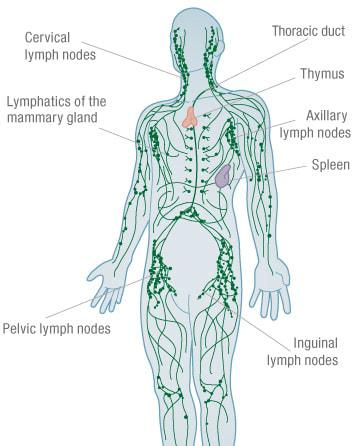 Cervical
lymph nodes
Thoracic duct
Thymus
Lymphatics of the
mammary gland
Axillary
lymph nodes
Spleen
Pelvic lymph nodes
Inguinal
lymph nodes